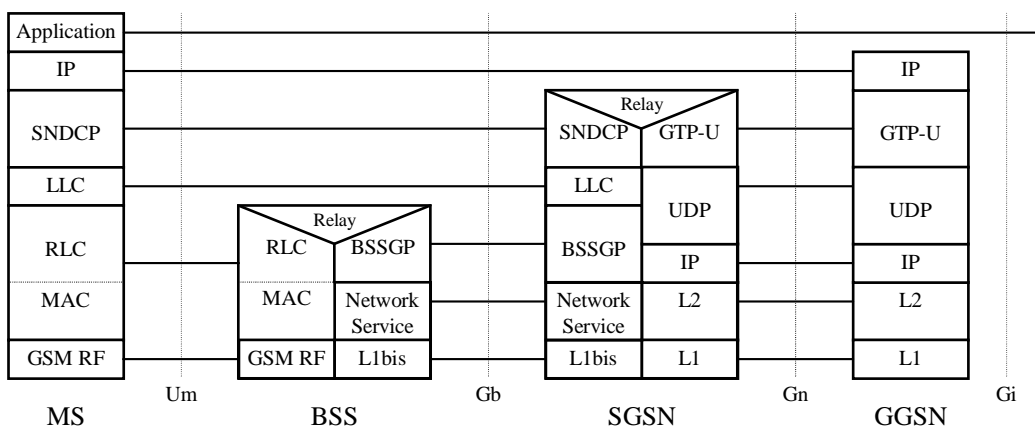 Application
IP
IP
Relay
SNDCP
SNDCP
GTP-U
GTP-U
LLC
LLC
UDP
UDP
Relay
RLC
RLC
BSSGP
BSSGP
IP
IP
MAC
MAC
Network
Service
Network
Service
L2
L2
GSM RF
GSM RF
L1bis
L1bis
L1
L1
Um
Gb
Gn
Gi
MS
BSS
SGSN
GGSN